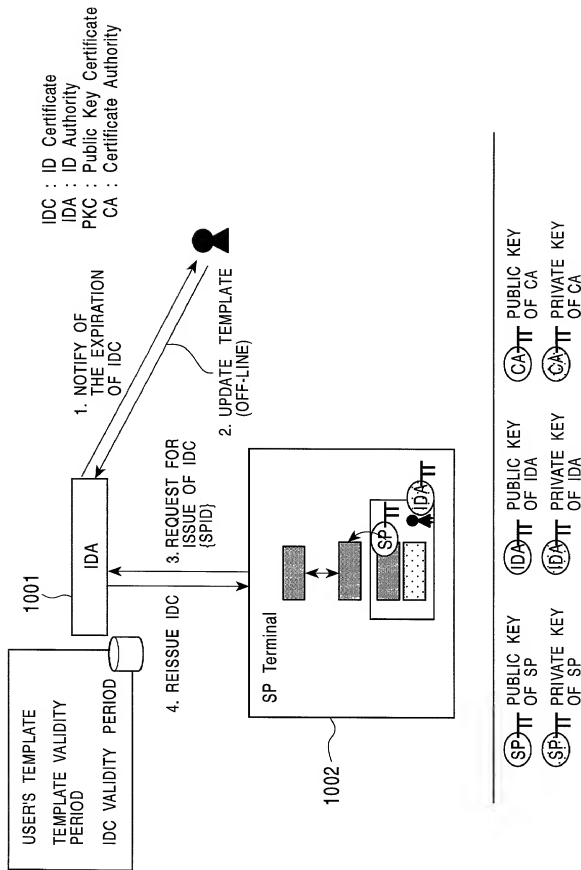 IDC : ID Certificate
IDA : ID Authority
PKC : Public Key Certificate
CA : Certificate Authority
USER'S TEMPLATE
TEMPLATE VALIDITY
PERIOD
IDC VALIDITY PERIOD
1001
IDA
1. NOTIFY OF
THE EXPIRATION
OF IDC
2. UPDATE TEMPLATE
(OFF-LINE)
3. REQUEST FOR
ISSUE OF IDC
{SPID}
4. REISSUE IDC
SP Terminal
SP
IDA
1002
SP PUBLIC KEY
OF SP
SP PRIVATE KEY
OF SP
IDA PUBLIC KEY
OF IDA
IDA PRIVATE KEY
OF IDA
CA PUBLIC KEY
OF CA
CA PRIVATE KEY
OF CA